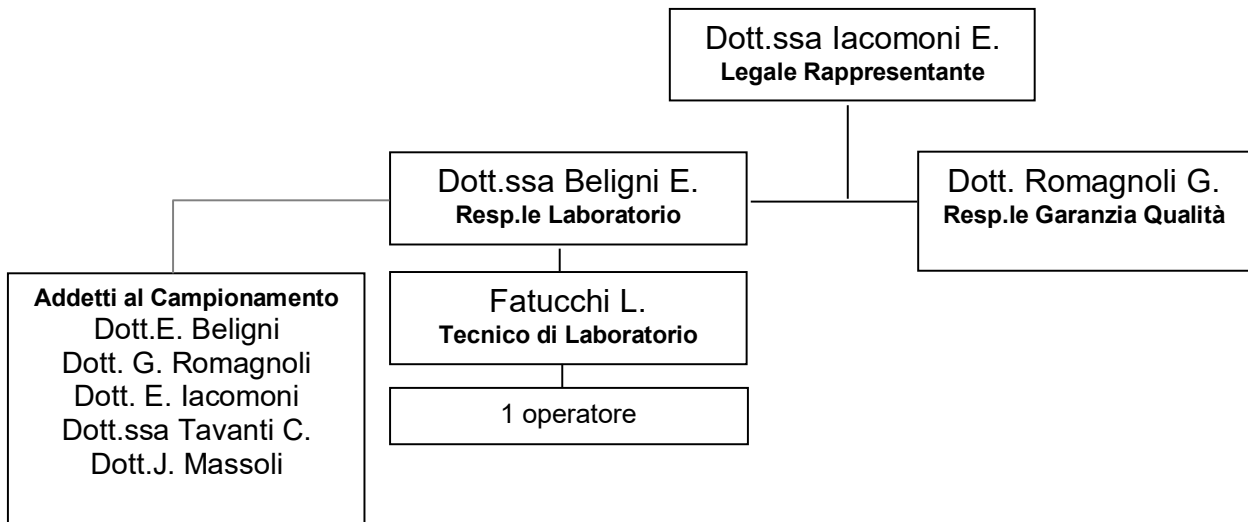 Dott.ssa Iacomoni E.
Legale Rappresentante
Dott.ssa Beligni E.
Resp.le Laboratorio
Dott. Romagnoli G.
Resp.le Garanzia Qualità
Addetti al Campionamento
Dott.E. Beligni
Dott. G. Romagnoli
Dott. E. Iacomoni
Dott.ssa Tavanti C.
Dott.J. Massoli
Fatucchi L.
Tecnico di Laboratorio
1 operatore